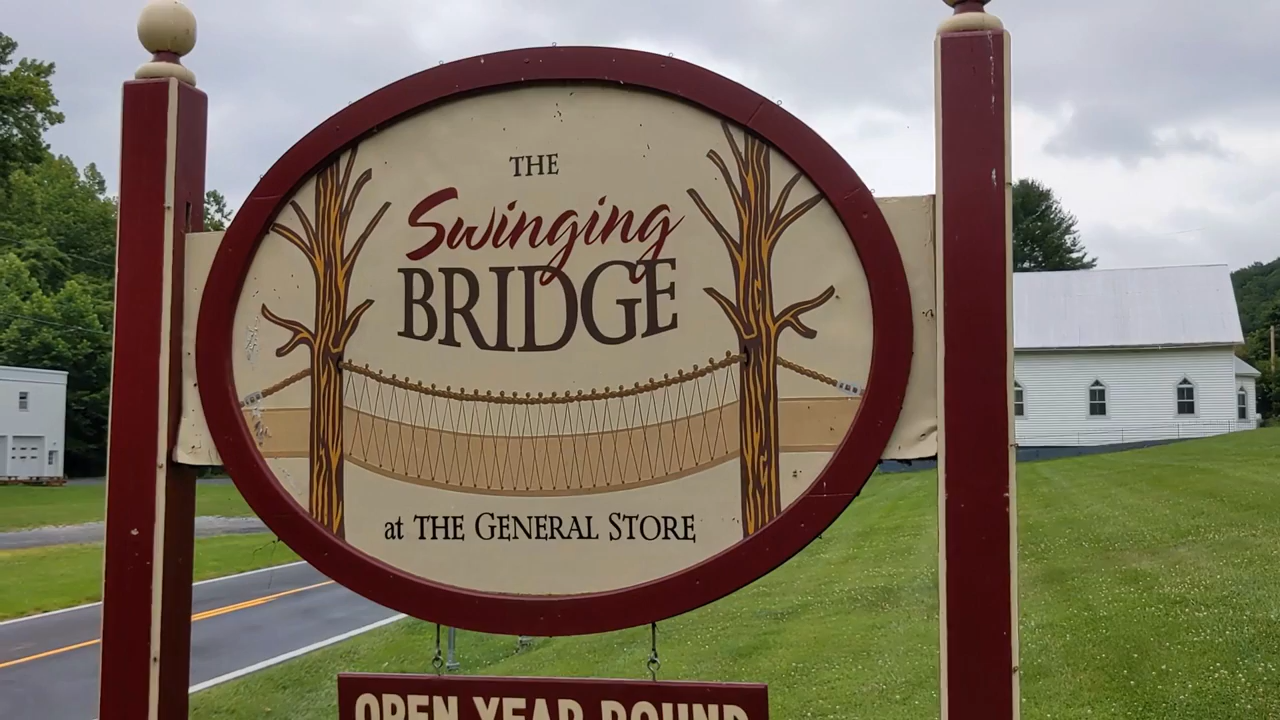 THE
Swinging
BRIDGE
at THE GENERAL STORE
OPEN YEAR ROUND